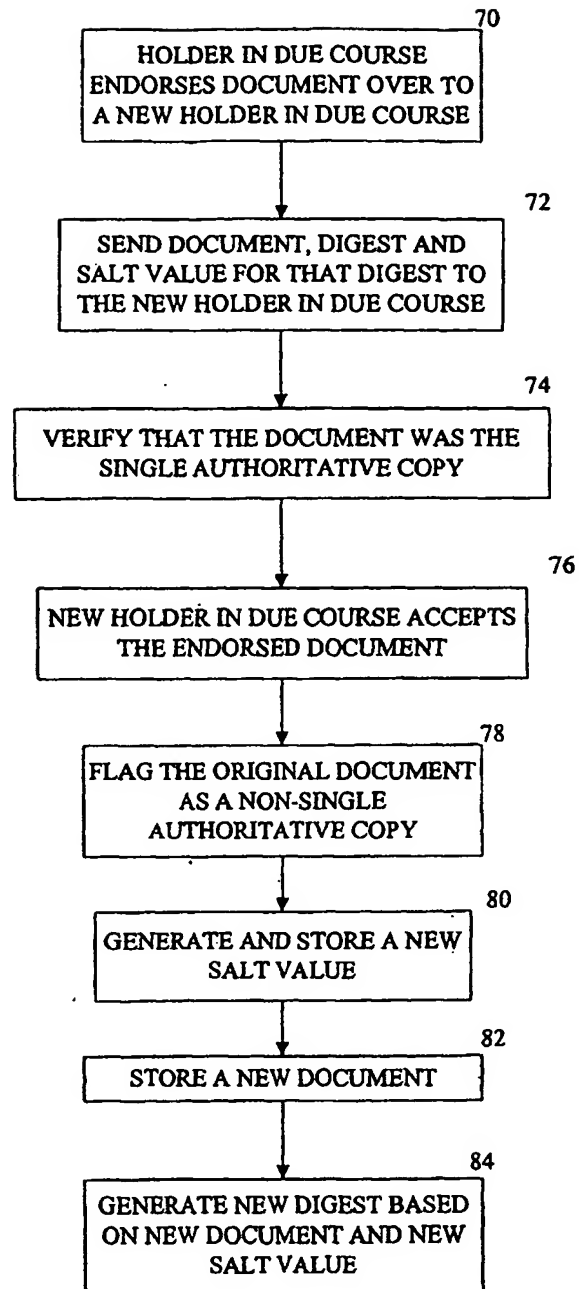 70
HOLDER IN DUE COURSE
ENDORSES DOCUMENT OVER TO
A NEW HOLDER IN DUE COURSE
72
SEND DOCUMENT, DIGEST AND
SALT VALUE FOR THAT DIGEST TO
THE NEW HOLDER IN DUE COURSE
74
VERIFY THAT THE DOCUMENT WAS THE
SINGLE AUTHORITATIVE COPY
76
NEW HOLDER IN DUE COURSE ACCEPTS
THE ENDORSED DOCUMENT
78
FLAG THE ORIGINAL DOCUMENT
AS A NON-SINGLE
AUTHORITATIVE COPY
80
GENERATE AND STORE A NEW
SALT VALUE
82
STORE A NEW DOCUMENT
84
GENERATE NEW DIGEST BASED
ON NEW DOCUMENT AND NEW
SALT VALUE